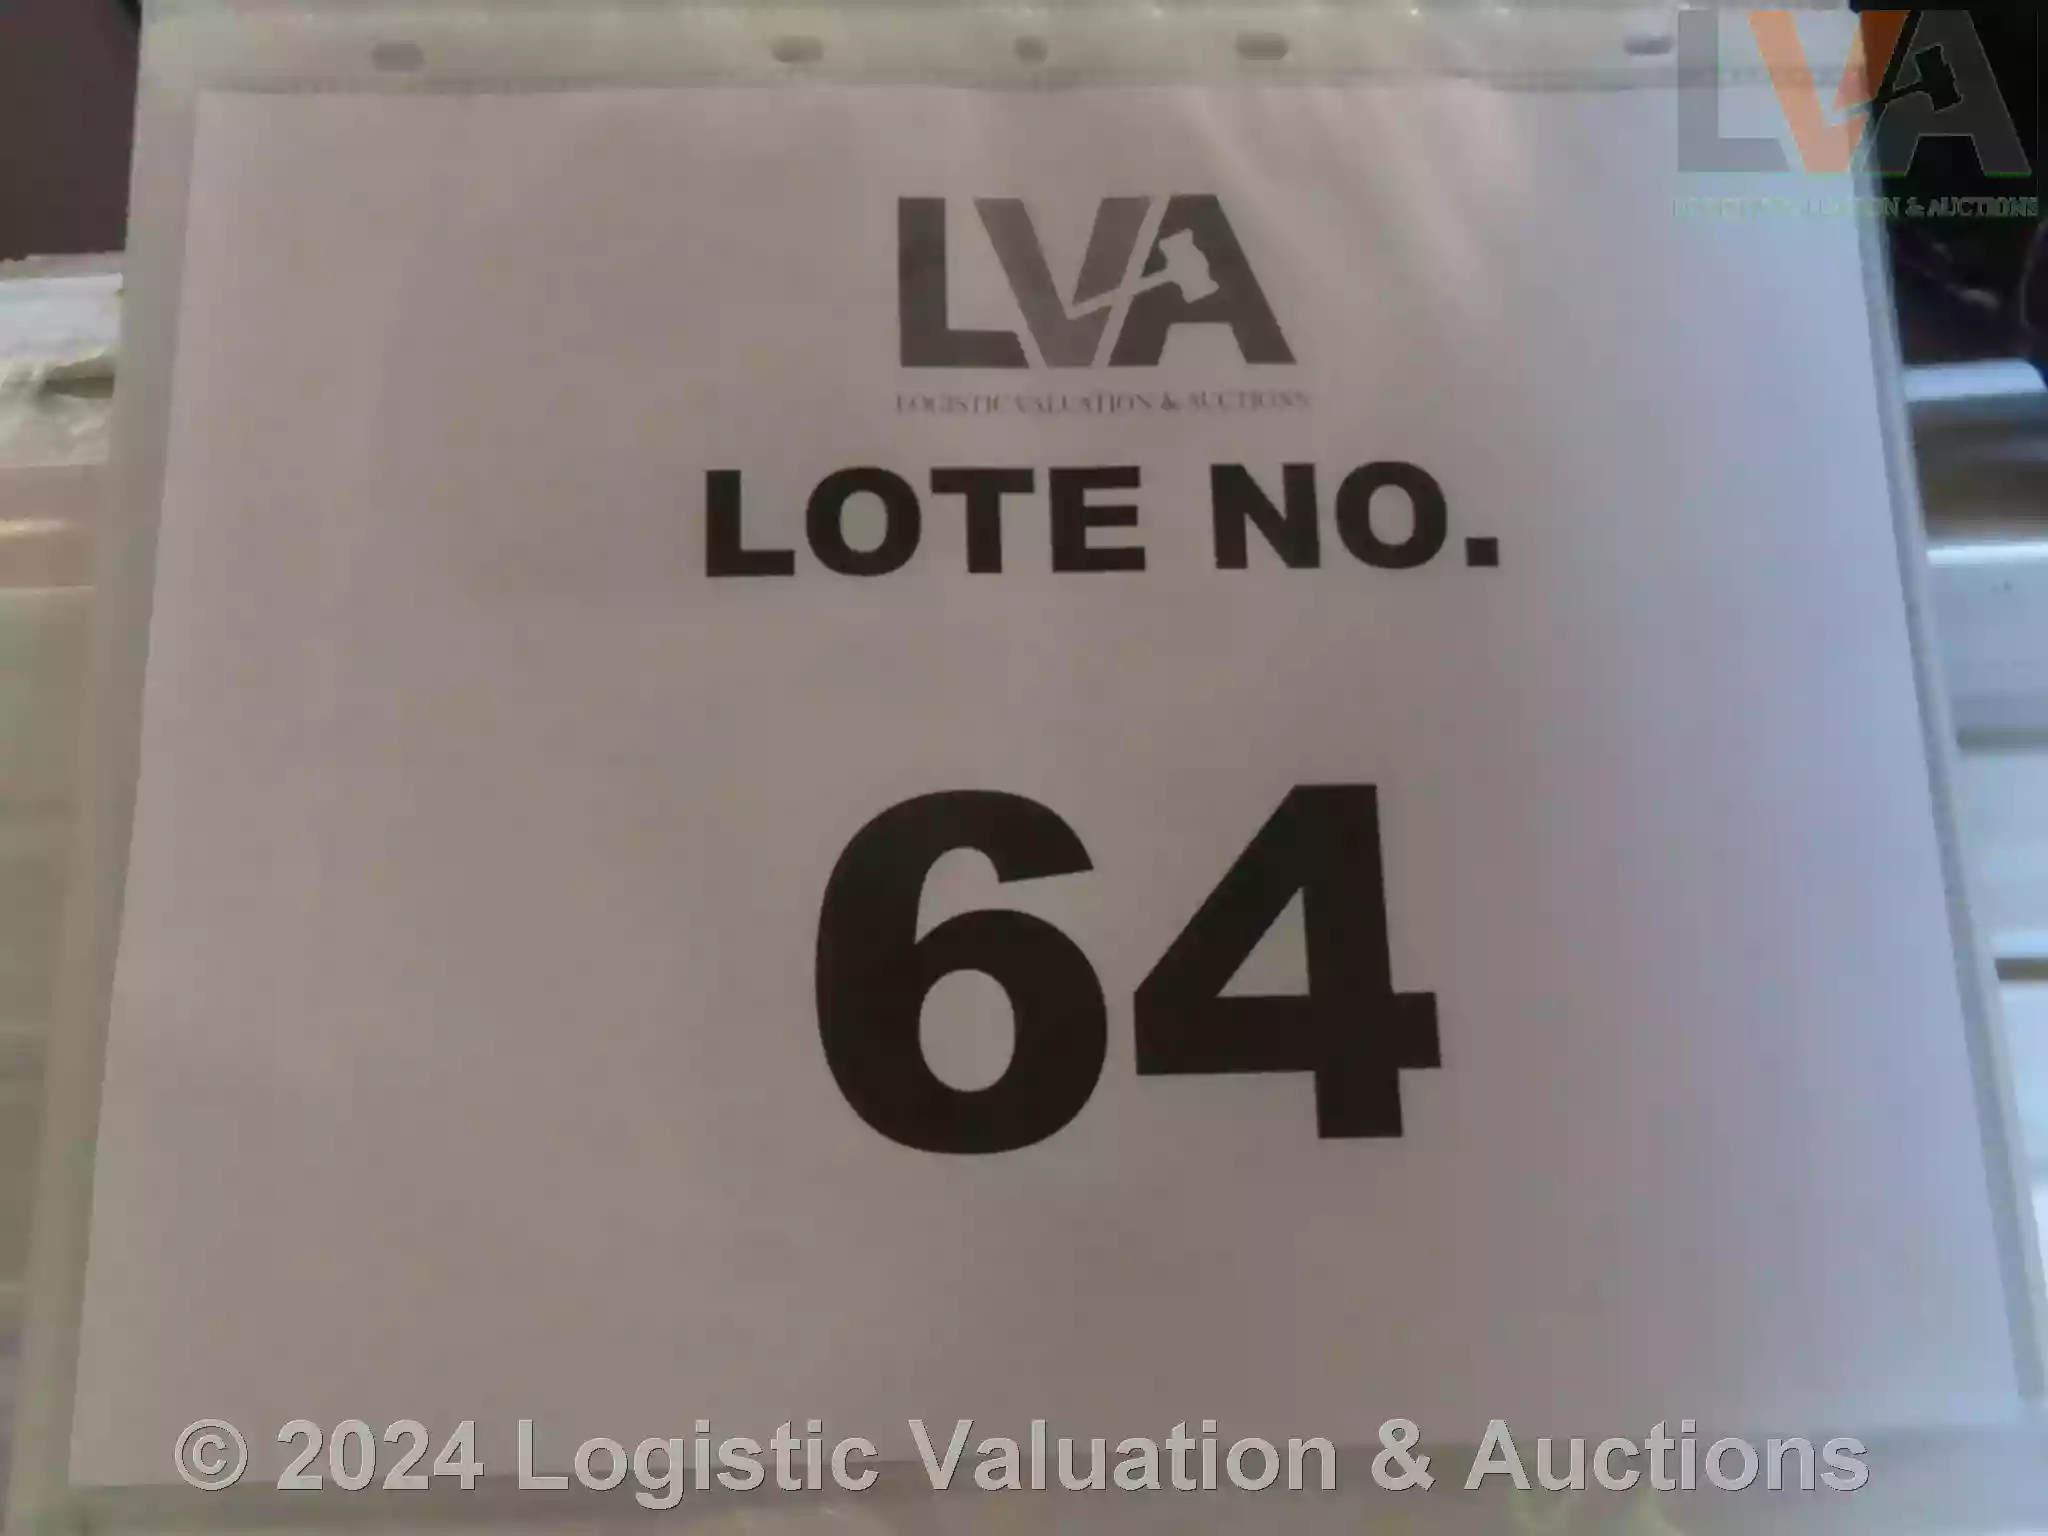 LVA
LOGISTIC VALUATION & AUCTIONS
LVA
LOGISTIC VALUATION & AUCTIONS
LOTE NO.
64
© 2024 Logistic Valuation & Auctions